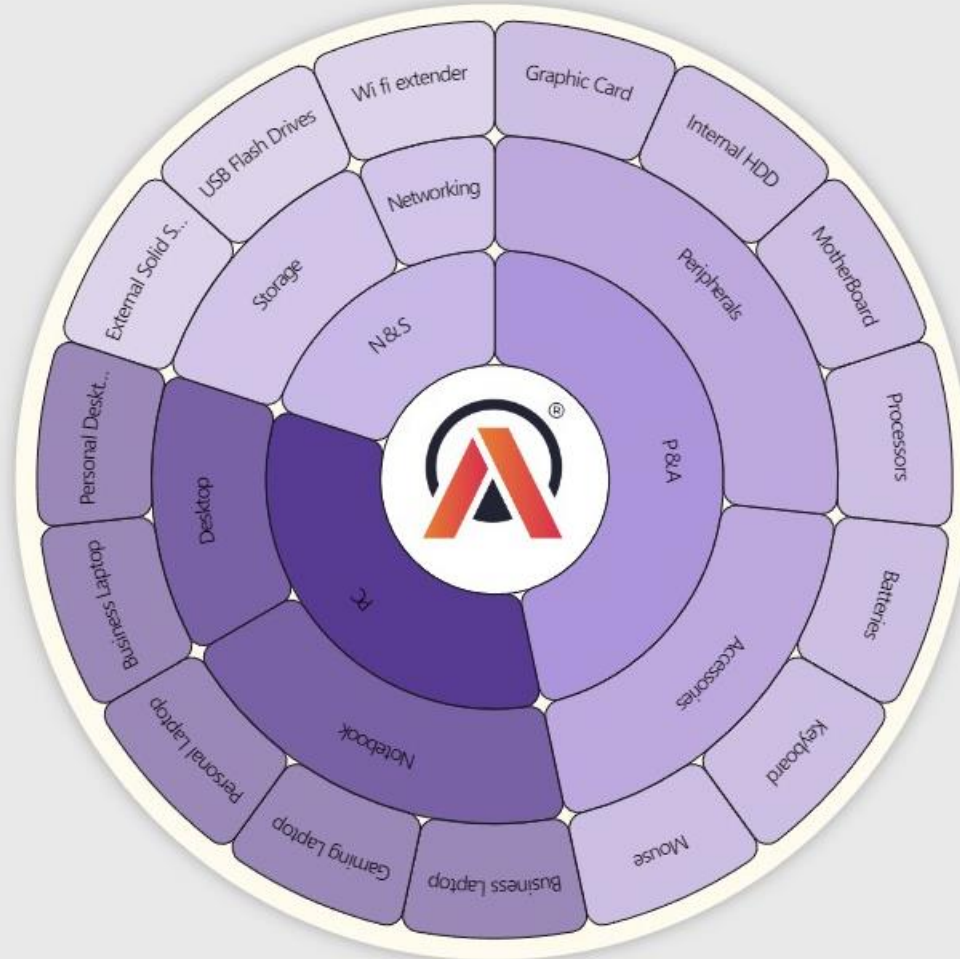 Graphic Card
Internal HDD
MotherBoard
Processors
Batteries
Keyboard
Mouse
Business Laptop
Gaming Laptop
Personal Laptop
Business Laptop
Personal Deskt...
External Solid S...
USB Flash Drives
Wi fi extender
Peripherals
Accessories
Notebook
Desktop
Storage
Networking
P&A
PC
N&S
®